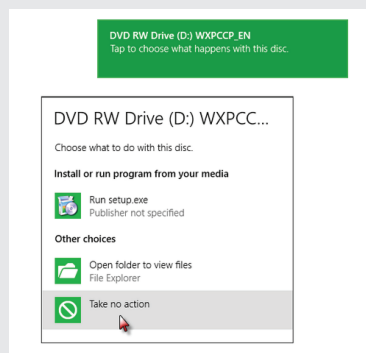 DVD RW Drive (D:) WXPCCP_EN
Tap to choose what happens with this disc.
DVD RW Drive (D:) WXPCC...
Choose what to do with this disc.
Install or run program from your media
Run setup.exe
Publisher not specified
Other choices
Open folder to view files
File Explorer
Take no action